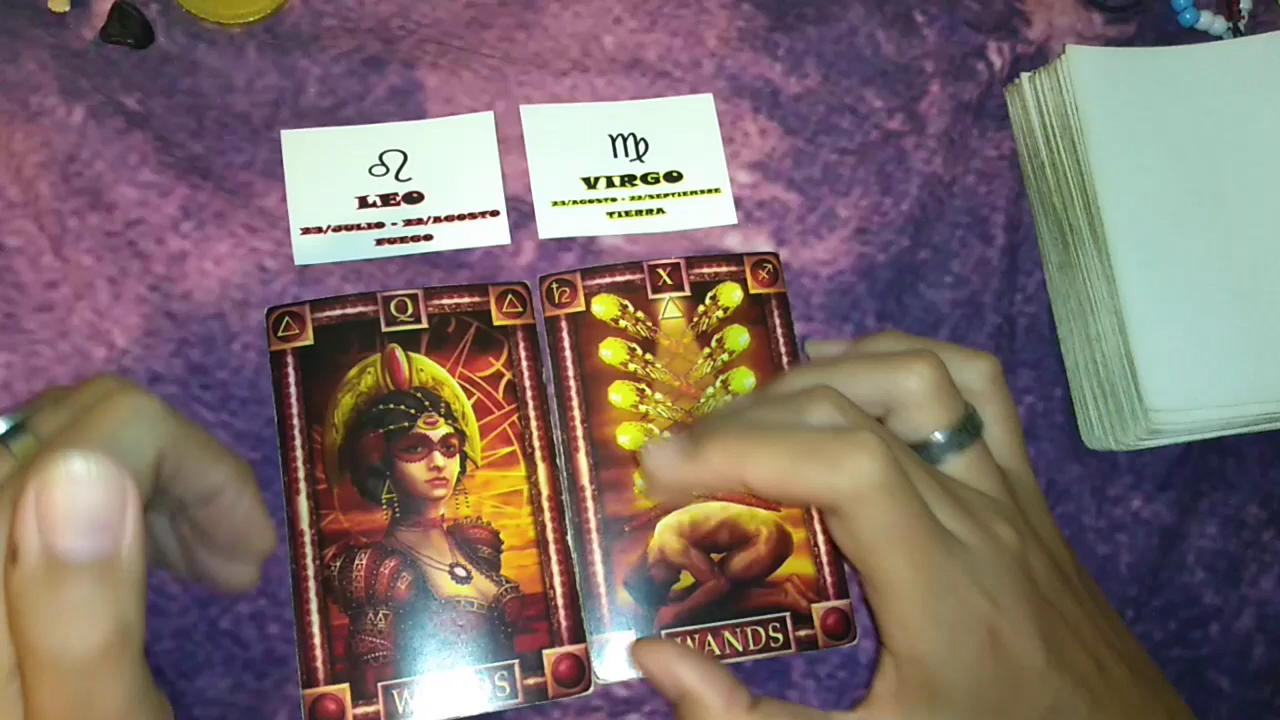 ♌
LEO
23/JULIO - 22/AGOSTO
FUEGO
♍
VIRGO
23/AGOSTO - 22/SEPTIEMBRE
TIERRA
Q
WANDS
X
WANDS